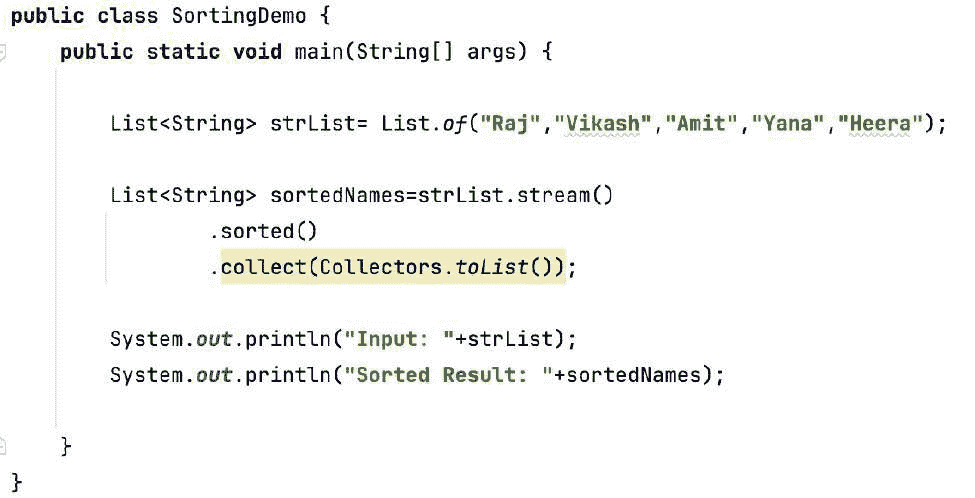 public class SortingDemo {
    public static void main(String[] args) {
        List<String> strList= List.of("Raj","Vikash","Amit","Yana","Heera");
        List<String> sortedNames=strList.stream()
                .sorted()
                .collect(Collectors.toList());
        System.out.println("Input: "+strList);
        System.out.println("Sorted Result: "+sortedNames);
    }
}